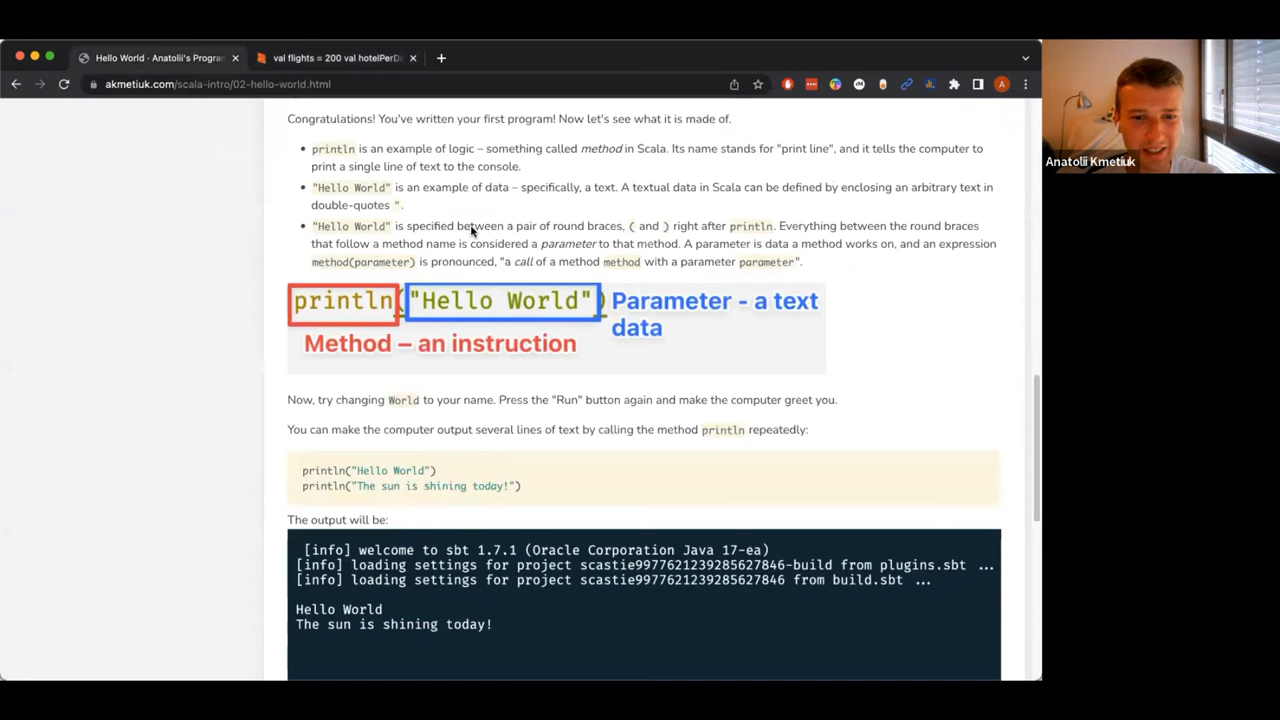 Hello World · Anatolii's Progran
val flights = 200 val hotelPerDa
akmetiuk.com/scala-intro/02-hello-world.html
A
Congratulations! You've written your first program! Now let's see what it is made of.
println is an example of logic – something called method in Scala. Its name stands for "print line", and it tells the computer to
print a single line of text to the console.
"Hello World" is an example of data – specifically, a text. A textual data in Scala can be defined by enclosing an arbitrary text in
double-quotes ".
"Hello World" is specified between a pair of round braces, ( and ) right after println. Everything between the round braces
that follow a method name is considered a parameter to that method. A parameter is data a method works on, and an expression
method(parameter) is pronounced, "a call of a method method with a parameter parameter".
println("Hello World") Parameter - a text
data
Method – an instruction
Now, try changing World to your name. Press the "Run" button again and make the computer greet you.
You can make the computer output several lines of text by calling the method println repeatedly:
println("Hello World")
println("The sun is shining today!")
The output will be:
[info] welcome to sbt 1.7.1 (Oracle Corporation Java 17-ea)
[info] loading settings for project scastie9977621239285627846-build from plugins.sbt ...
[info] loading settings for project scastie9977621239285627846 from build.sbt ...
Hello World
The sun is shining today!
Anatolii Kmetiuk